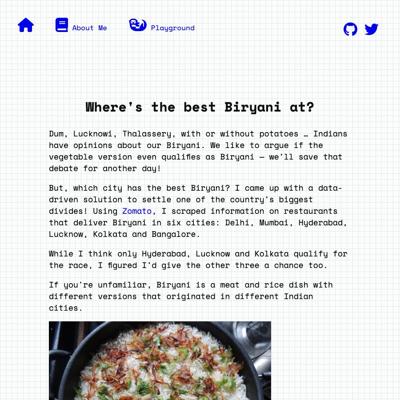 About Me
Playground
Where's the best Biryani at?
Dum, Lucknowi, Thalassery, with or without potatoes … Indians
have opinions about our Biryani. We like to argue if the
vegetable version even qualifies as Biryani — we'll save that
debate for another day!
But, which city has the best Biryani? I came up with a data-
driven solution to settle one of the country's biggest
divides! Using Zomato, I scraped information on restaurants
that deliver Biryani in six cities: Delhi, Mumbai, Hyderabad,
Lucknow, Kolkata and Bangalore.
While I think only Hyderabad, Lucknow and Kolkata qualify for
the race, I figured I'd give the other three a chance too.
If you're unfamiliar, Biryani is a meat and rice dish with
different versions that originated in different Indian
cities.